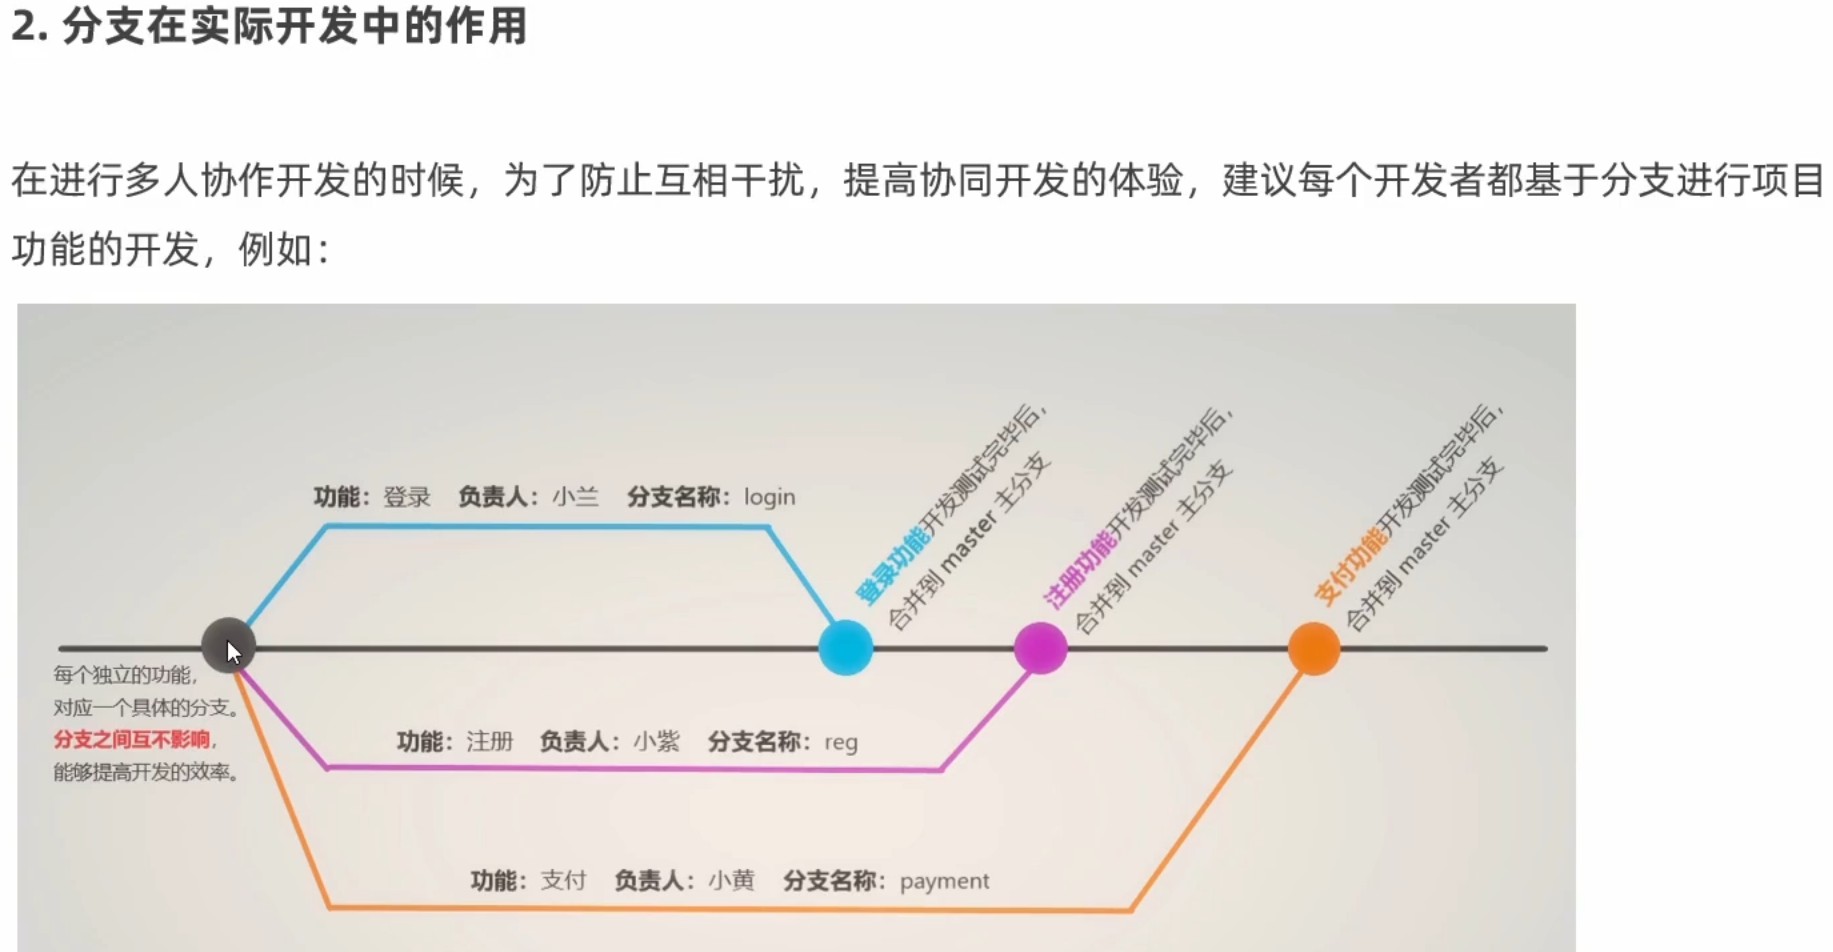 2. 分支在实际开发中的作用
在进行多人协作开发的时候，为了防止互相干扰，提高协同开发的体验，建议每个开发者都基于分支进行项目
功能的开发，例如：
功能：登录 负责人：小兰 分支名称：login
登录功能开发测试完毕后，
合并到 master 主分支
注册功能开发测试完毕后，
合并到 master 主分支
支付功能开发测试完毕后，
合并到 master 主分支
每个独立的功能，
对应一个具体的分支。
分支之间互不影响，
能够提高开发的效率。
功能：注册 负责人：小紫 分支名称：reg
功能：支付 负责人：小黄 分支名称：payment